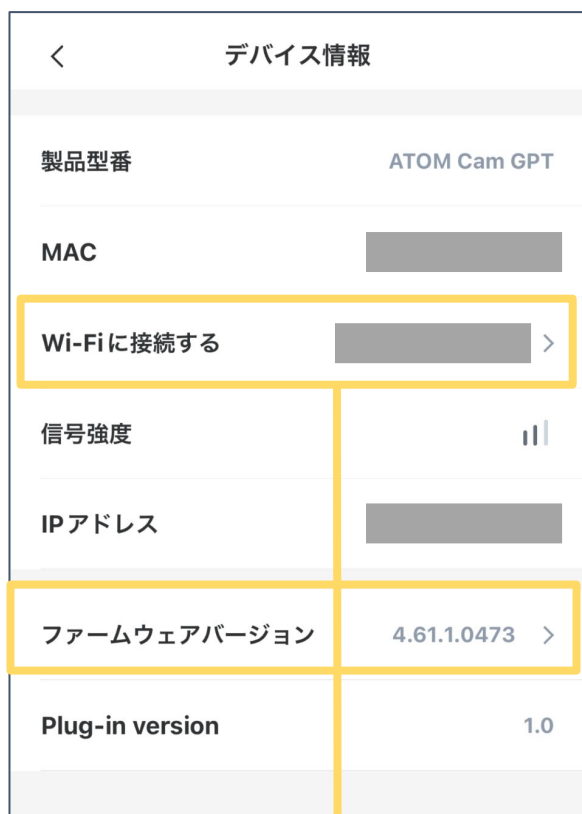 デバイス情報
製品型番 ATOM Cam GPT
MAC
Wi-Fiに接続する
信号強度
IPアドレス
ファームウェアバージョン 4.61.1.0473
Plug-in version 1.0